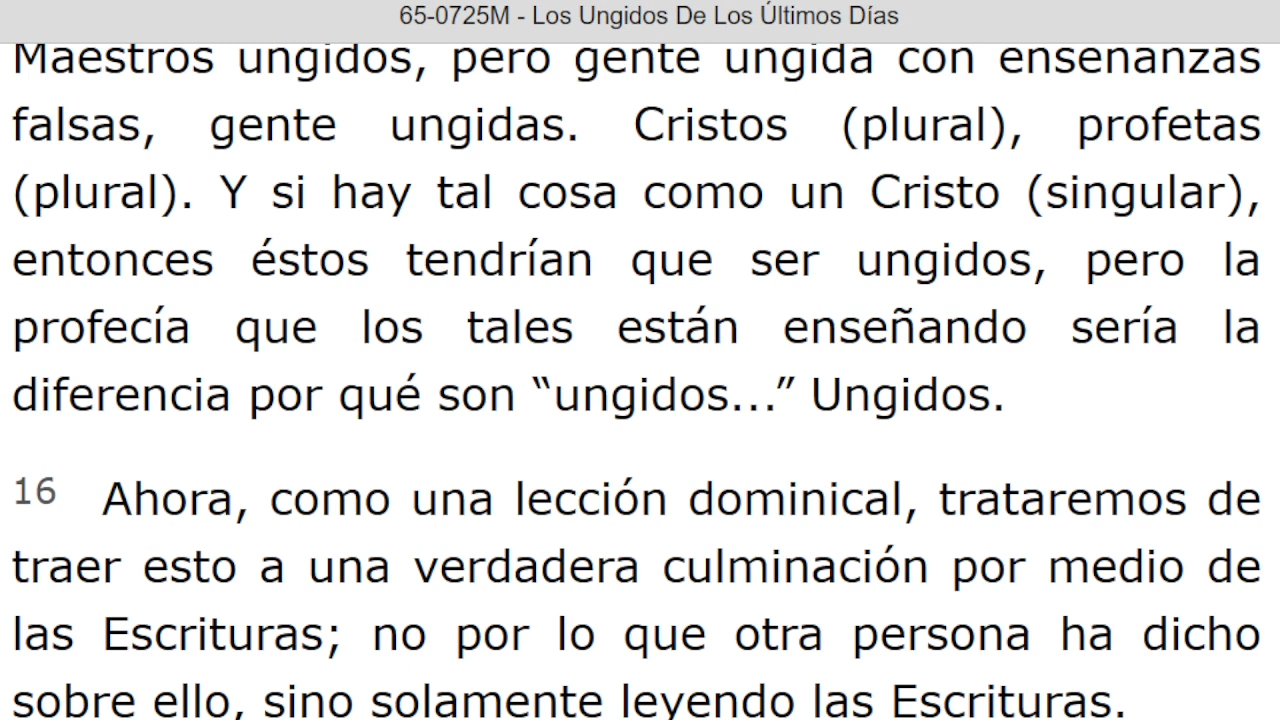 65-0725M - Los Ungidos De Los Últimos Días
Maestros ungidos, pero gente ungida con enseñanzas
falsas, gente ungidas. Cristos (plural), profetas
(plural). Y si hay tal cosa como un Cristo (singular),
entonces éstos tendrían que ser ungidos, pero la
profecía que los tales están enseñando sería la
diferencia por qué son “ungidos...” Ungidos.
16 Ahora, como una lección dominical, trataremos de
traer esto a una verdadera culminación por medio de
las Escrituras; no por lo que otra persona ha dicho
sobre ello, sino solamente leyendo las Escrituras.